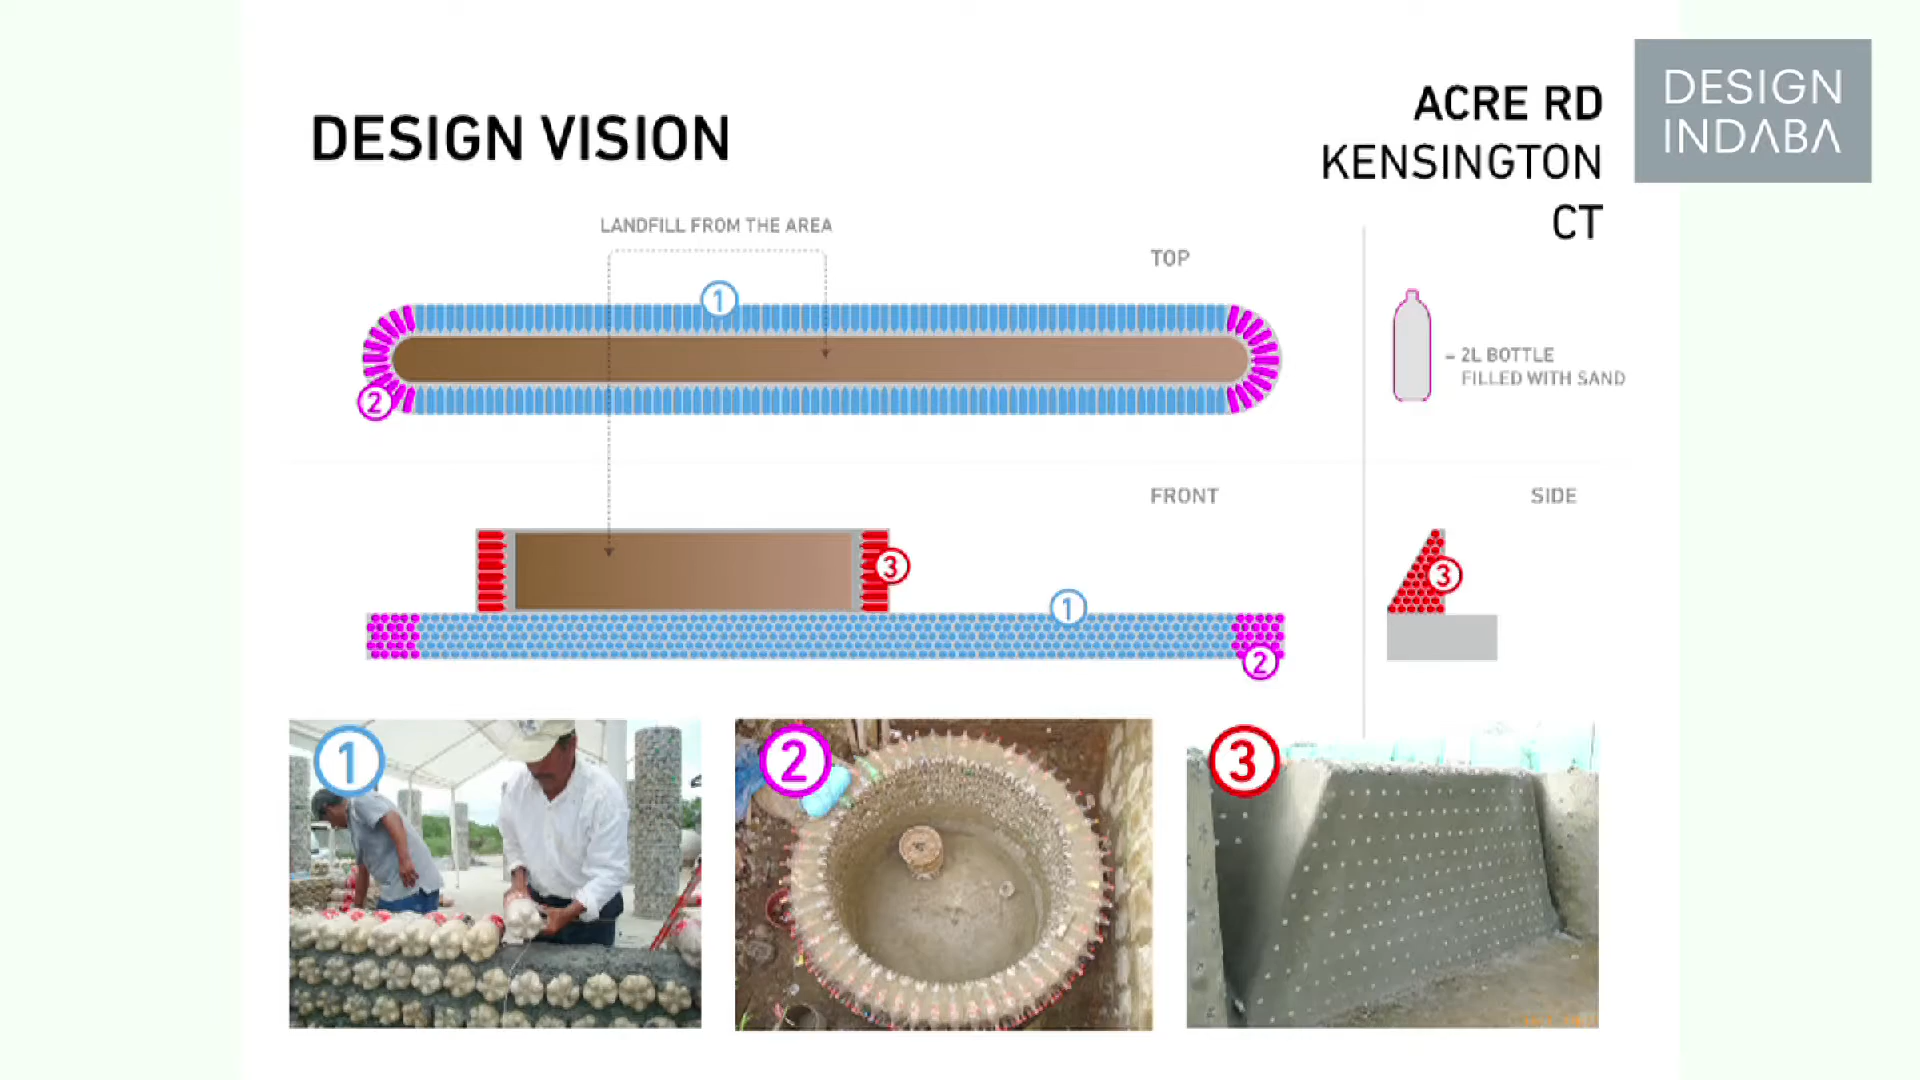 DESIGN VISION
ACRE RD
KENSINGTON
CT
DESIGN
INDABA
LANDFILL FROM THE AREA
TOP
1
2
2L BOTTLE
FILLED WITH SAND
FRONT
SIDE
3
3
1
2
1
2
3